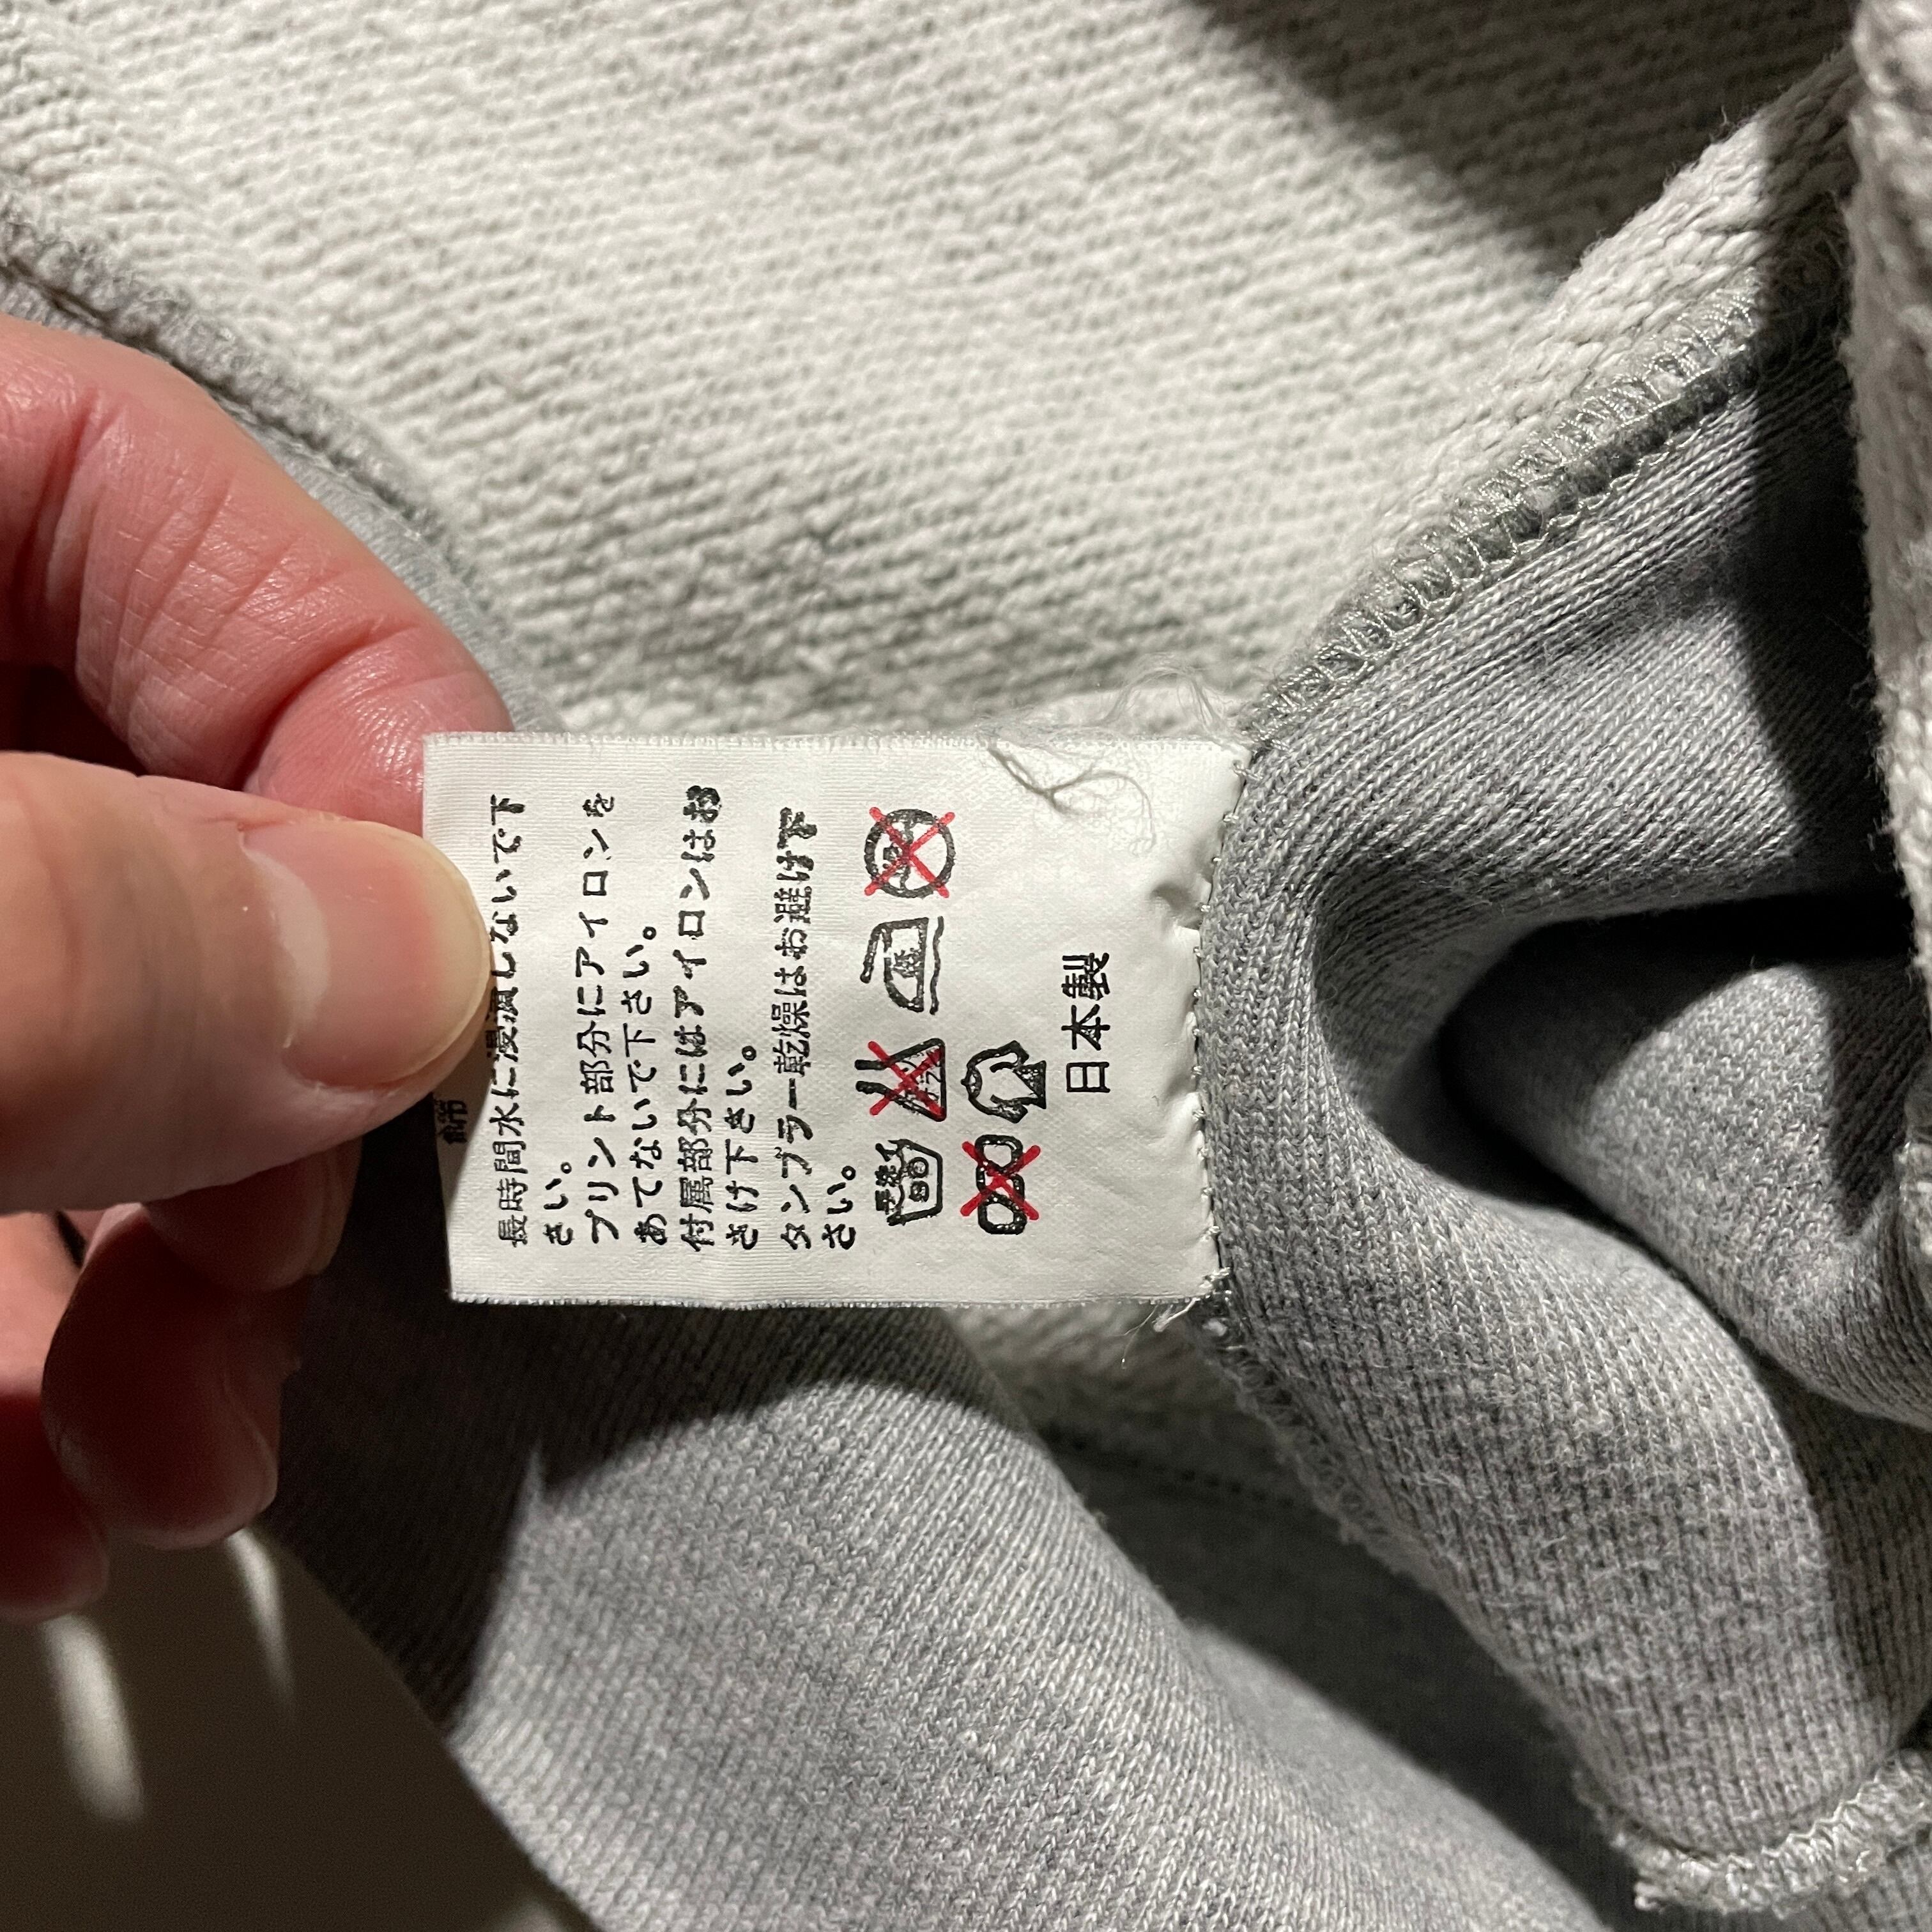 綿
長時間水に浸漬しないで下
さい。
プリント部分にアイロンを
あてないで下さい。
付属部分にはアイロンはお
さけ下さい。
タンブラー乾燥はお避け下
さい。
日本製